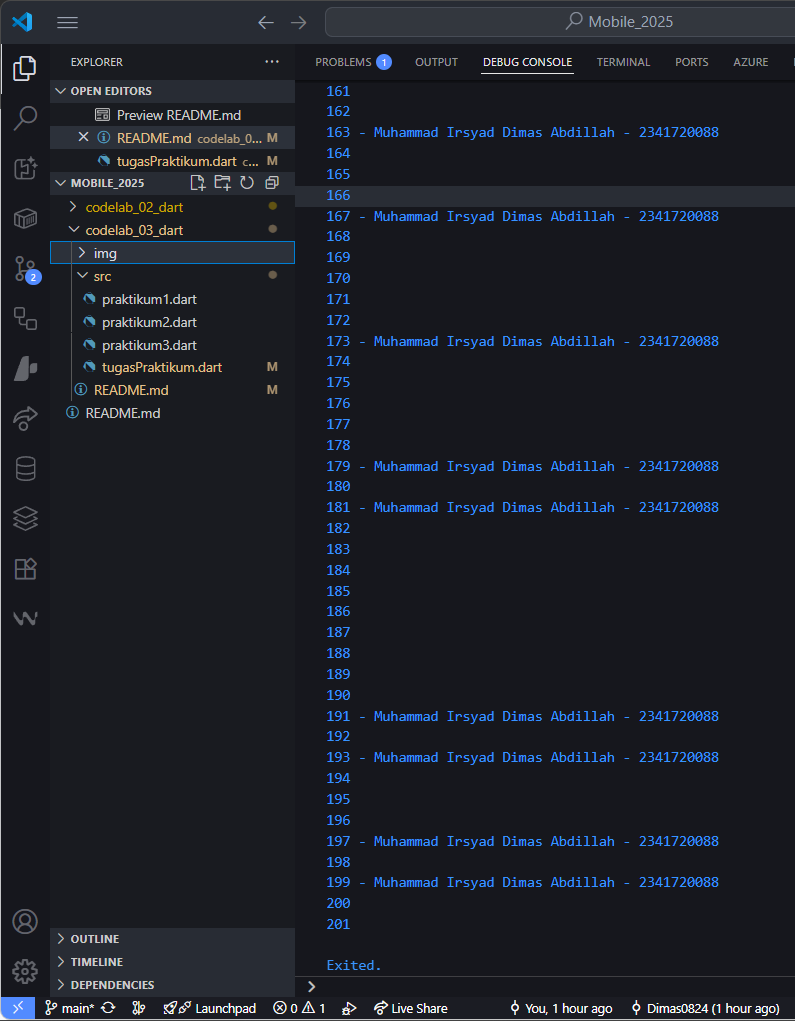 Mobile_2025
EXPLORER
OPEN EDITORS
Preview README.md
README.md codelab_0... M
tugasPraktikum.dart c... M
MOBILE_2025
codelab_02_dart
codelab_03_dart
img
src
praktikum1.dart
praktikum2.dart
praktikum3.dart
tugasPraktikum.dart M
README.md M
README.md
2
OUTLINE
TIMELINE
DEPENDENCIES
PROBLEMS 1 OUTPUT DEBUG CONSOLE TERMINAL PORTS AZURE
161
162
163 - Muhammad Irsyad Dimas Abdillah - 2341720088
164
165
166
167 - Muhammad Irsyad Dimas Abdillah - 2341720088
168
169
170
171
172
173 - Muhammad Irsyad Dimas Abdillah - 2341720088
174
175
176
177
178
179 - Muhammad Irsyad Dimas Abdillah - 2341720088
180
181 - Muhammad Irsyad Dimas Abdillah - 2341720088
182
183
184
185
186
187
188
189
190
191 - Muhammad Irsyad Dimas Abdillah - 2341720088
192
193 - Muhammad Irsyad Dimas Abdillah - 2341720088
194
195
196
197 - Muhammad Irsyad Dimas Abdillah - 2341720088
198
199 - Muhammad Irsyad Dimas Abdillah - 2341720088
200
201
Exited.
main* Launchpad 0 1 Live Share You, 1 hour ago Dimas0824 (1 hour ago)